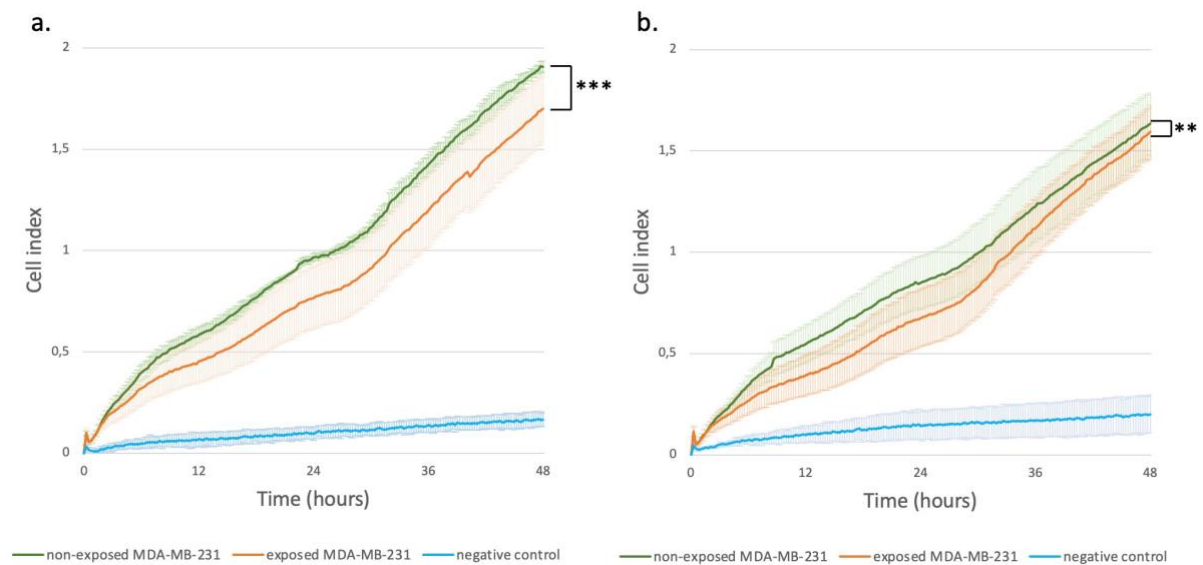 a.
2
1,5
1
0,5
0
Cell index
0 12 24 36 48
Time (hours)
***
non-exposed MDA-MB-231 exposed MDA-MB-231 negative control
b.
2
1,5
1
0,5
0
Cell index
0 12 24 36 48
Time (hours)
**
non-exposed MDA-MB-231 exposed MDA-MB-231 negative control